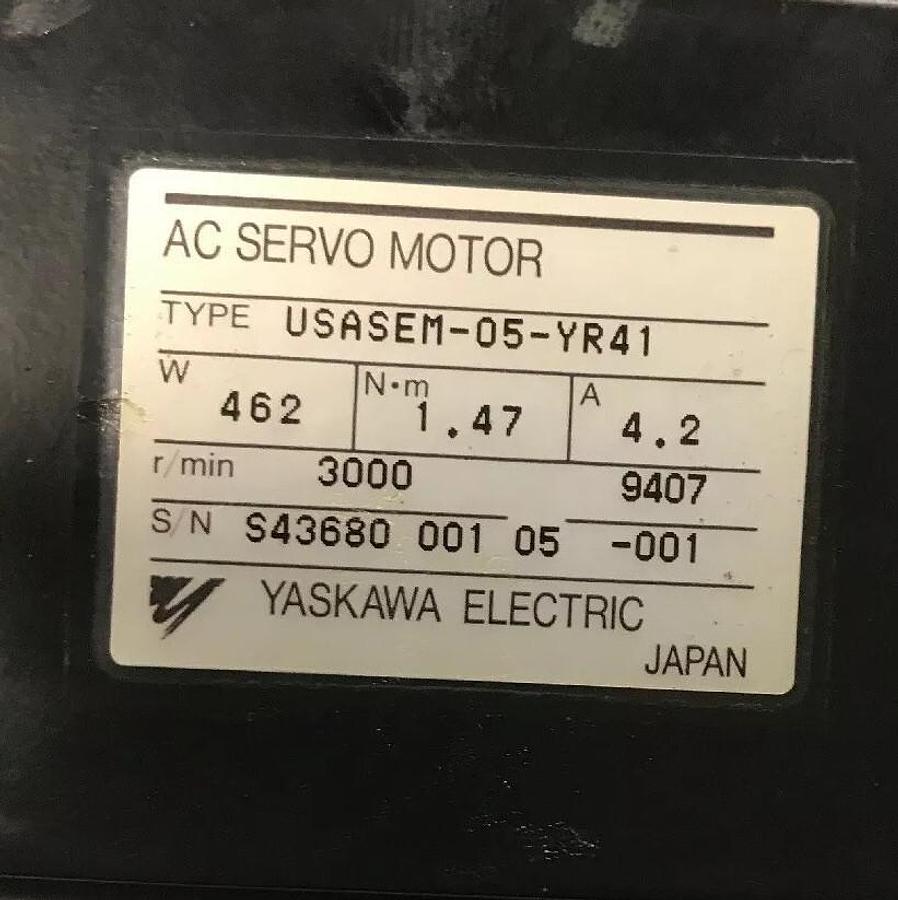 AC SERVO MOTOR
TYPE USASEM-05-YR41
W 462 N•m 1.47 A 4.2
r/min 3000 9407
S/N S43680 001 05 -001
YASKAWA ELECTRIC
JAPAN